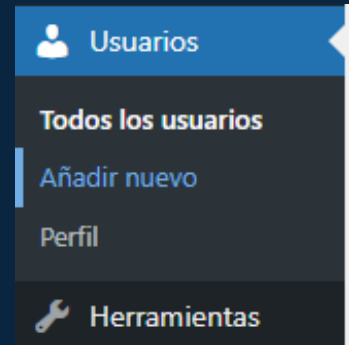 Usuarios
Todos los usuarios
Añadir nuevo
Perfil
Herramientas